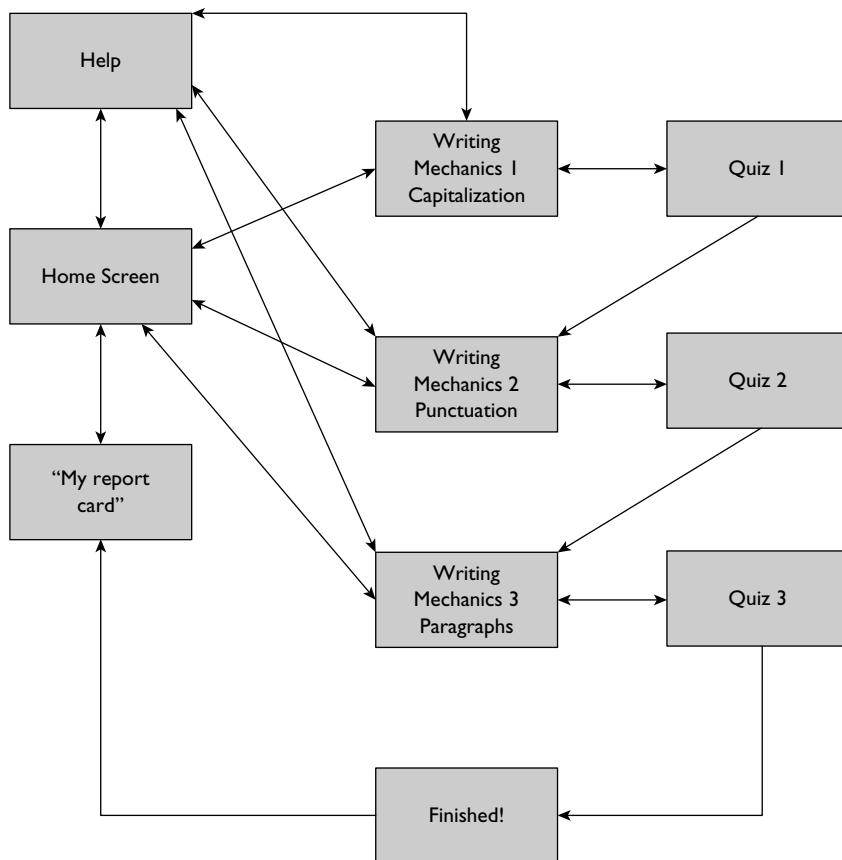 Help
Writing
Mechanics 1
Capitalization
Quiz 1
Home Screen
Writing
Mechanics 2
Punctuation
Quiz 2
“My report
card”
Writing
Mechanics 3
Paragraphs
Quiz 3
Finished!